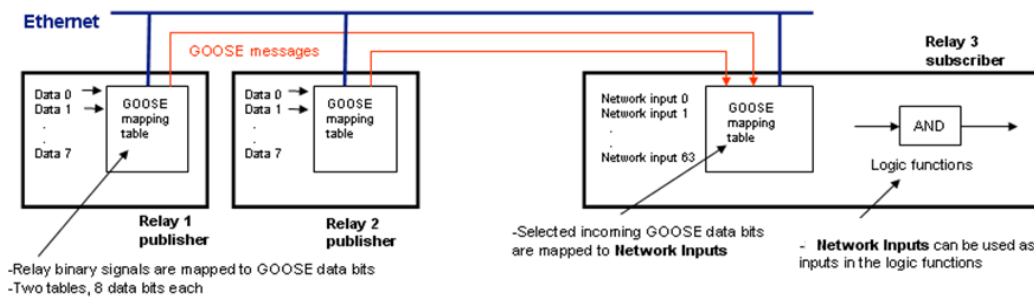 Ethernet
GOOSE messages
Relay 3
subscriber
Data 0
Data 1
.
.
Data 7
GOOSE
mapping
table
Data 0
Data 1
.
.
Data 7
GOOSE
mapping
table
Network input 0
Network input 1
.
.
Network input 63
GOOSE
mapping
table
AND
Logic functions
Relay 1
publisher
Relay 2
publisher
-Relay binary signals are mapped to GOOSE data bits
-Two tables, 8 data bits each
-Selected incoming GOOSE data bits
are mapped to Network Inputs
- Network Inputs can be used as
inputs in the logic functions